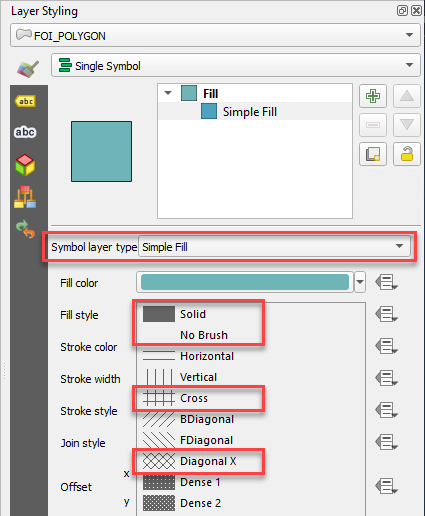 Layer Styling
FOI_POLYGON
Single Symbol
abc
abc
Fill
Simple Fill
Symbol layer type Simple Fill
Fill color
Fill style
Solid
No Brush
Stroke color
Horizontal
Stroke width
Vertical
Cross
Stroke style
BDiagonal
Join style
FDiagonal
Diagonal X
x
Offset
Dense 1
y
Dense 2